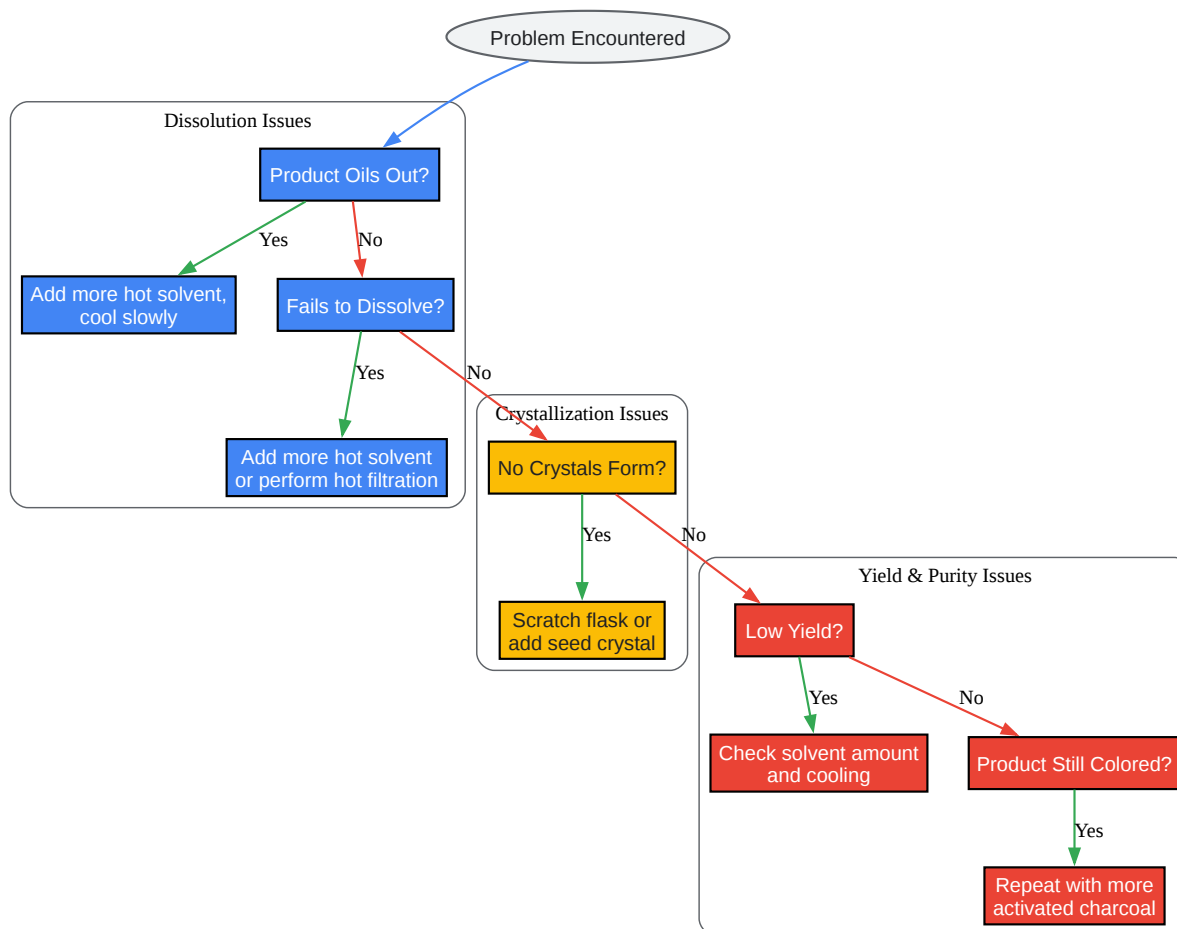 Problem Encountered
Dissolution Issues
Product Oils Out?
Yes
No
Add more hot solvent,
cool slowly
Fails to Dissolve?
Yes
No
Add more hot solvent
or perform hot filtration
Crystallization Issues
No Crystals Form?
Yes
No
Scratch flask or
add seed crystal
Yield & Purity Issues
Low Yield?
Yes
No
Check solvent amount
and cooling
Product Still Colored?
Yes
Repeat with more
activated charcoal